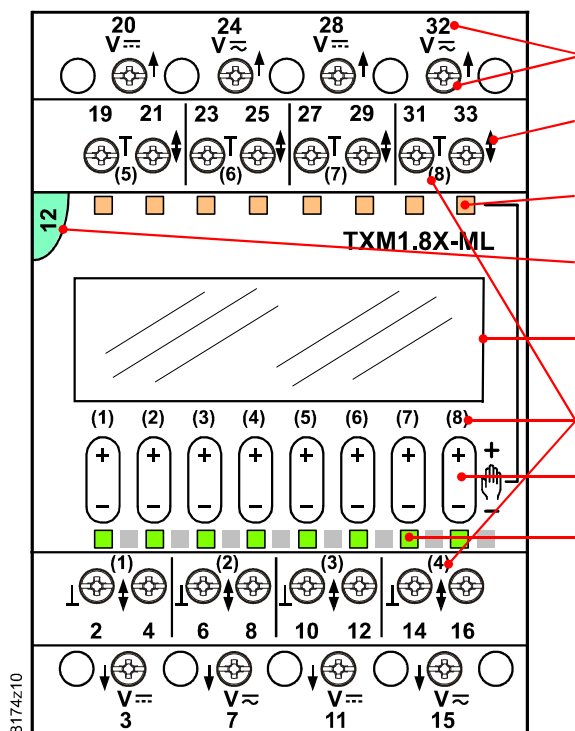 20 24 28 32
V⎓ V≂ V⎓ V≂
19 21 23 25 27 29 31 33
(5) (6) (7) (8)
12
TXM1.8X-ML
(1) (2) (3) (4) (5) (6) (7) (8)
+ + + + + + + + +
− − − − − − − − −
(1) (2) (3) (4)
2 4 6 8 10 12 14 16
V⎓ V≂ V⎓ V≂
3 7 11 15
8174z10